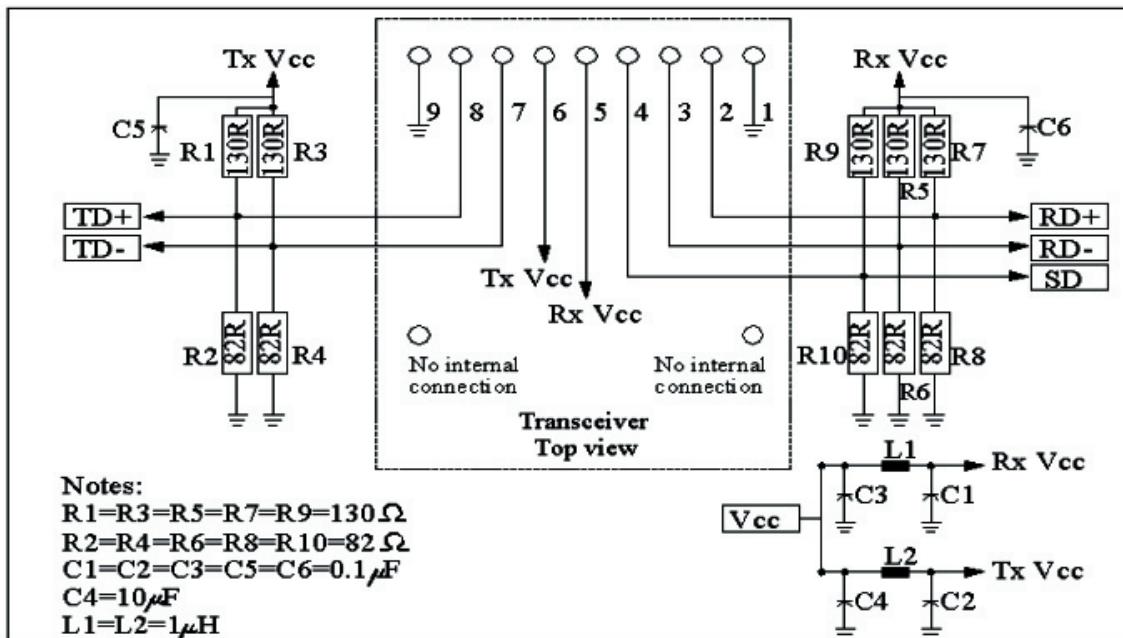 Tx Vcc
C5
R1
130R
130R
R3
TD+
TD-
R2
82R
82R
R4
9
8
7
6
5
4
3
2
1
Tx Vcc
Rx Vcc
No internal
connection
No internal
connection
Transceiver
Top view
Rx Vcc
C6
R9
130R
130R
130R
R7
R5
RD+
RD-
SD
R10
82R
82R
82R
R8
R6
Vcc
L1
Rx Vcc
C3
C1
L2
Tx Vcc
C4
C2
Notes:
R1=R3=R5=R7=R9=130Ω
R2=R4=R6=R8=R10=82Ω
C1=C2=C3=C5=C6=0.1μF
C4=10μF
L1=L2=1μH